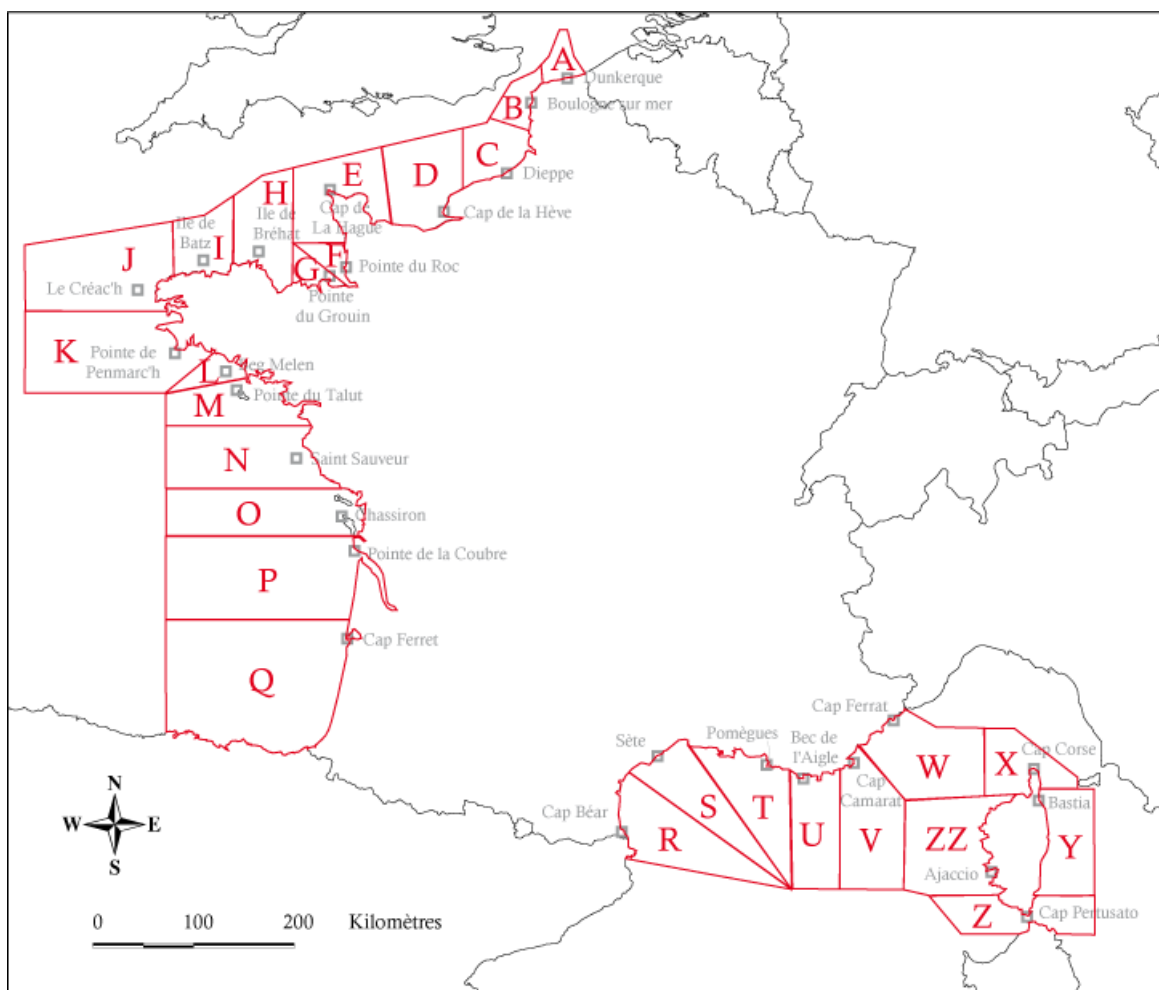 A
Dunkerque
B
Boulogne sur mer
C
Dieppe
D
Cap de la Hève
E
Cap de
La Hague
F
Pointe du Roc
G
Pointe
du Grouin
H
Ile de
Bréhat
I
Ile de
Batz
J
Le Créac'h
K
Pointe de
Penmarc'h
L
Beg Melen
M
Pointe du Talut
N
Saint Sauveur
O
Chassiron
P
Pointe de la Coubre
Q
Cap Ferret
Cap Béar
R
Sète
S
Pomègues
T
Bec de
l'Aigle
U
Cap
Camarat
V
Cap Ferrat
W
X
Cap Corse
Bastia
Y
ZZ
Ajaccio
Z
Cap Pertusato
N
W
E
S
0
100
200
Kilomètres